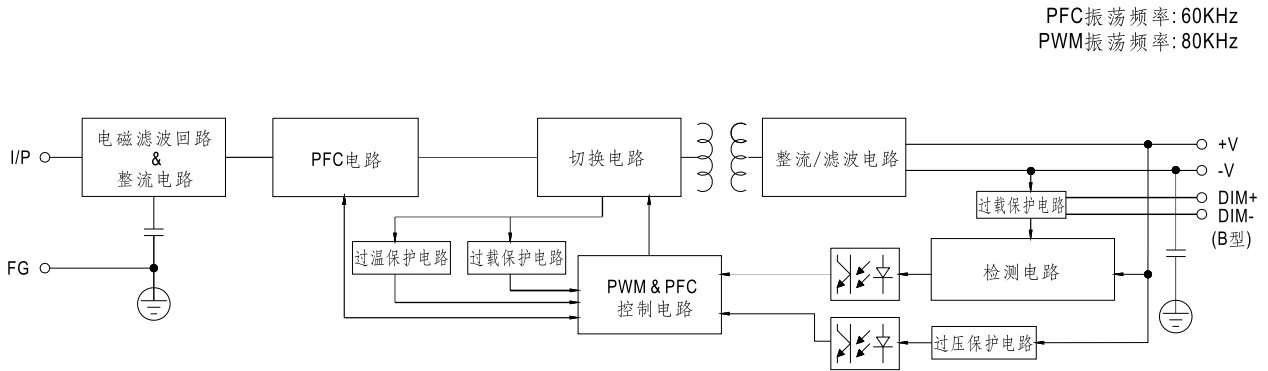 PFC振荡频率: 60KHz
PWM振荡频率: 80KHz
I/P
电磁滤波回路
&
整流电路
PFC电路
切换电路
整流/滤波电路
+V
-V
DIM+
DIM-
(B型)
过载保护电路
FG
过温保护电路
过载保护电路
PWM & PFC
控制电路
检测电路
过压保护电路